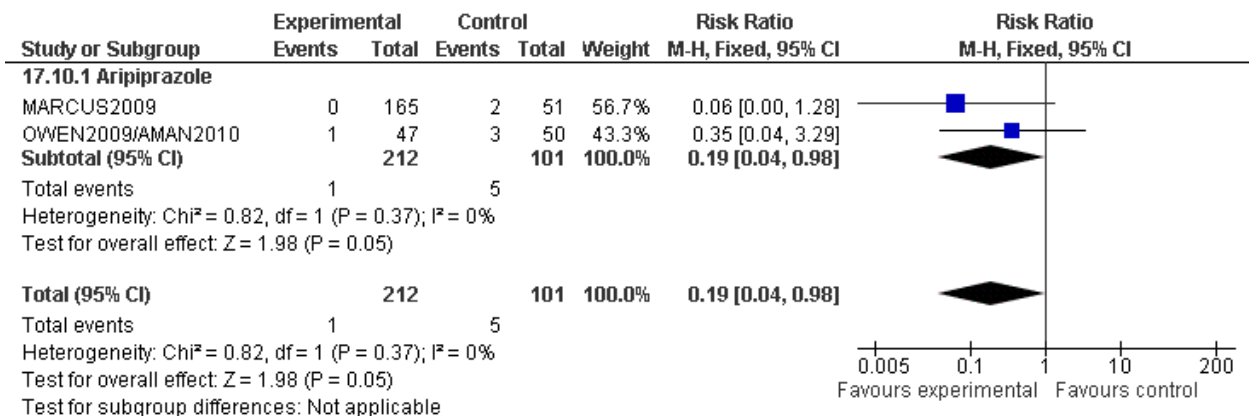 Experimental Control Risk Ratio Risk Ratio
Study or Subgroup Events Total Events Total Weight M-H, Fixed, 95% CI M-H, Fixed, 95% CI
17.10.1 Aripiprazole
MARCUS2009 0 165 2 51 56.7% 0.06 [0.00, 1.28]
OWEN2009/AMAN2010 1 47 3 50 43.3% 0.35 [0.04, 3.29]
Subtotal (95% CI) 212 101 100.0% 0.19 [0.04, 0.98]
Total events 1 5
Heterogeneity: Chi² = 0.82, df = 1 (P = 0.37); I² = 0%
Test for overall effect: Z = 1.98 (P = 0.05)
Total (95% CI) 212 101 100.0% 0.19 [0.04, 0.98]
Total events 1 5
Heterogeneity: Chi² = 0.82, df = 1 (P = 0.37); I² = 0%
Test for overall effect: Z = 1.98 (P = 0.05)
Test for subgroup differences: Not applicable
0.005 0.1 1 10 200
Favours experimental Favours control